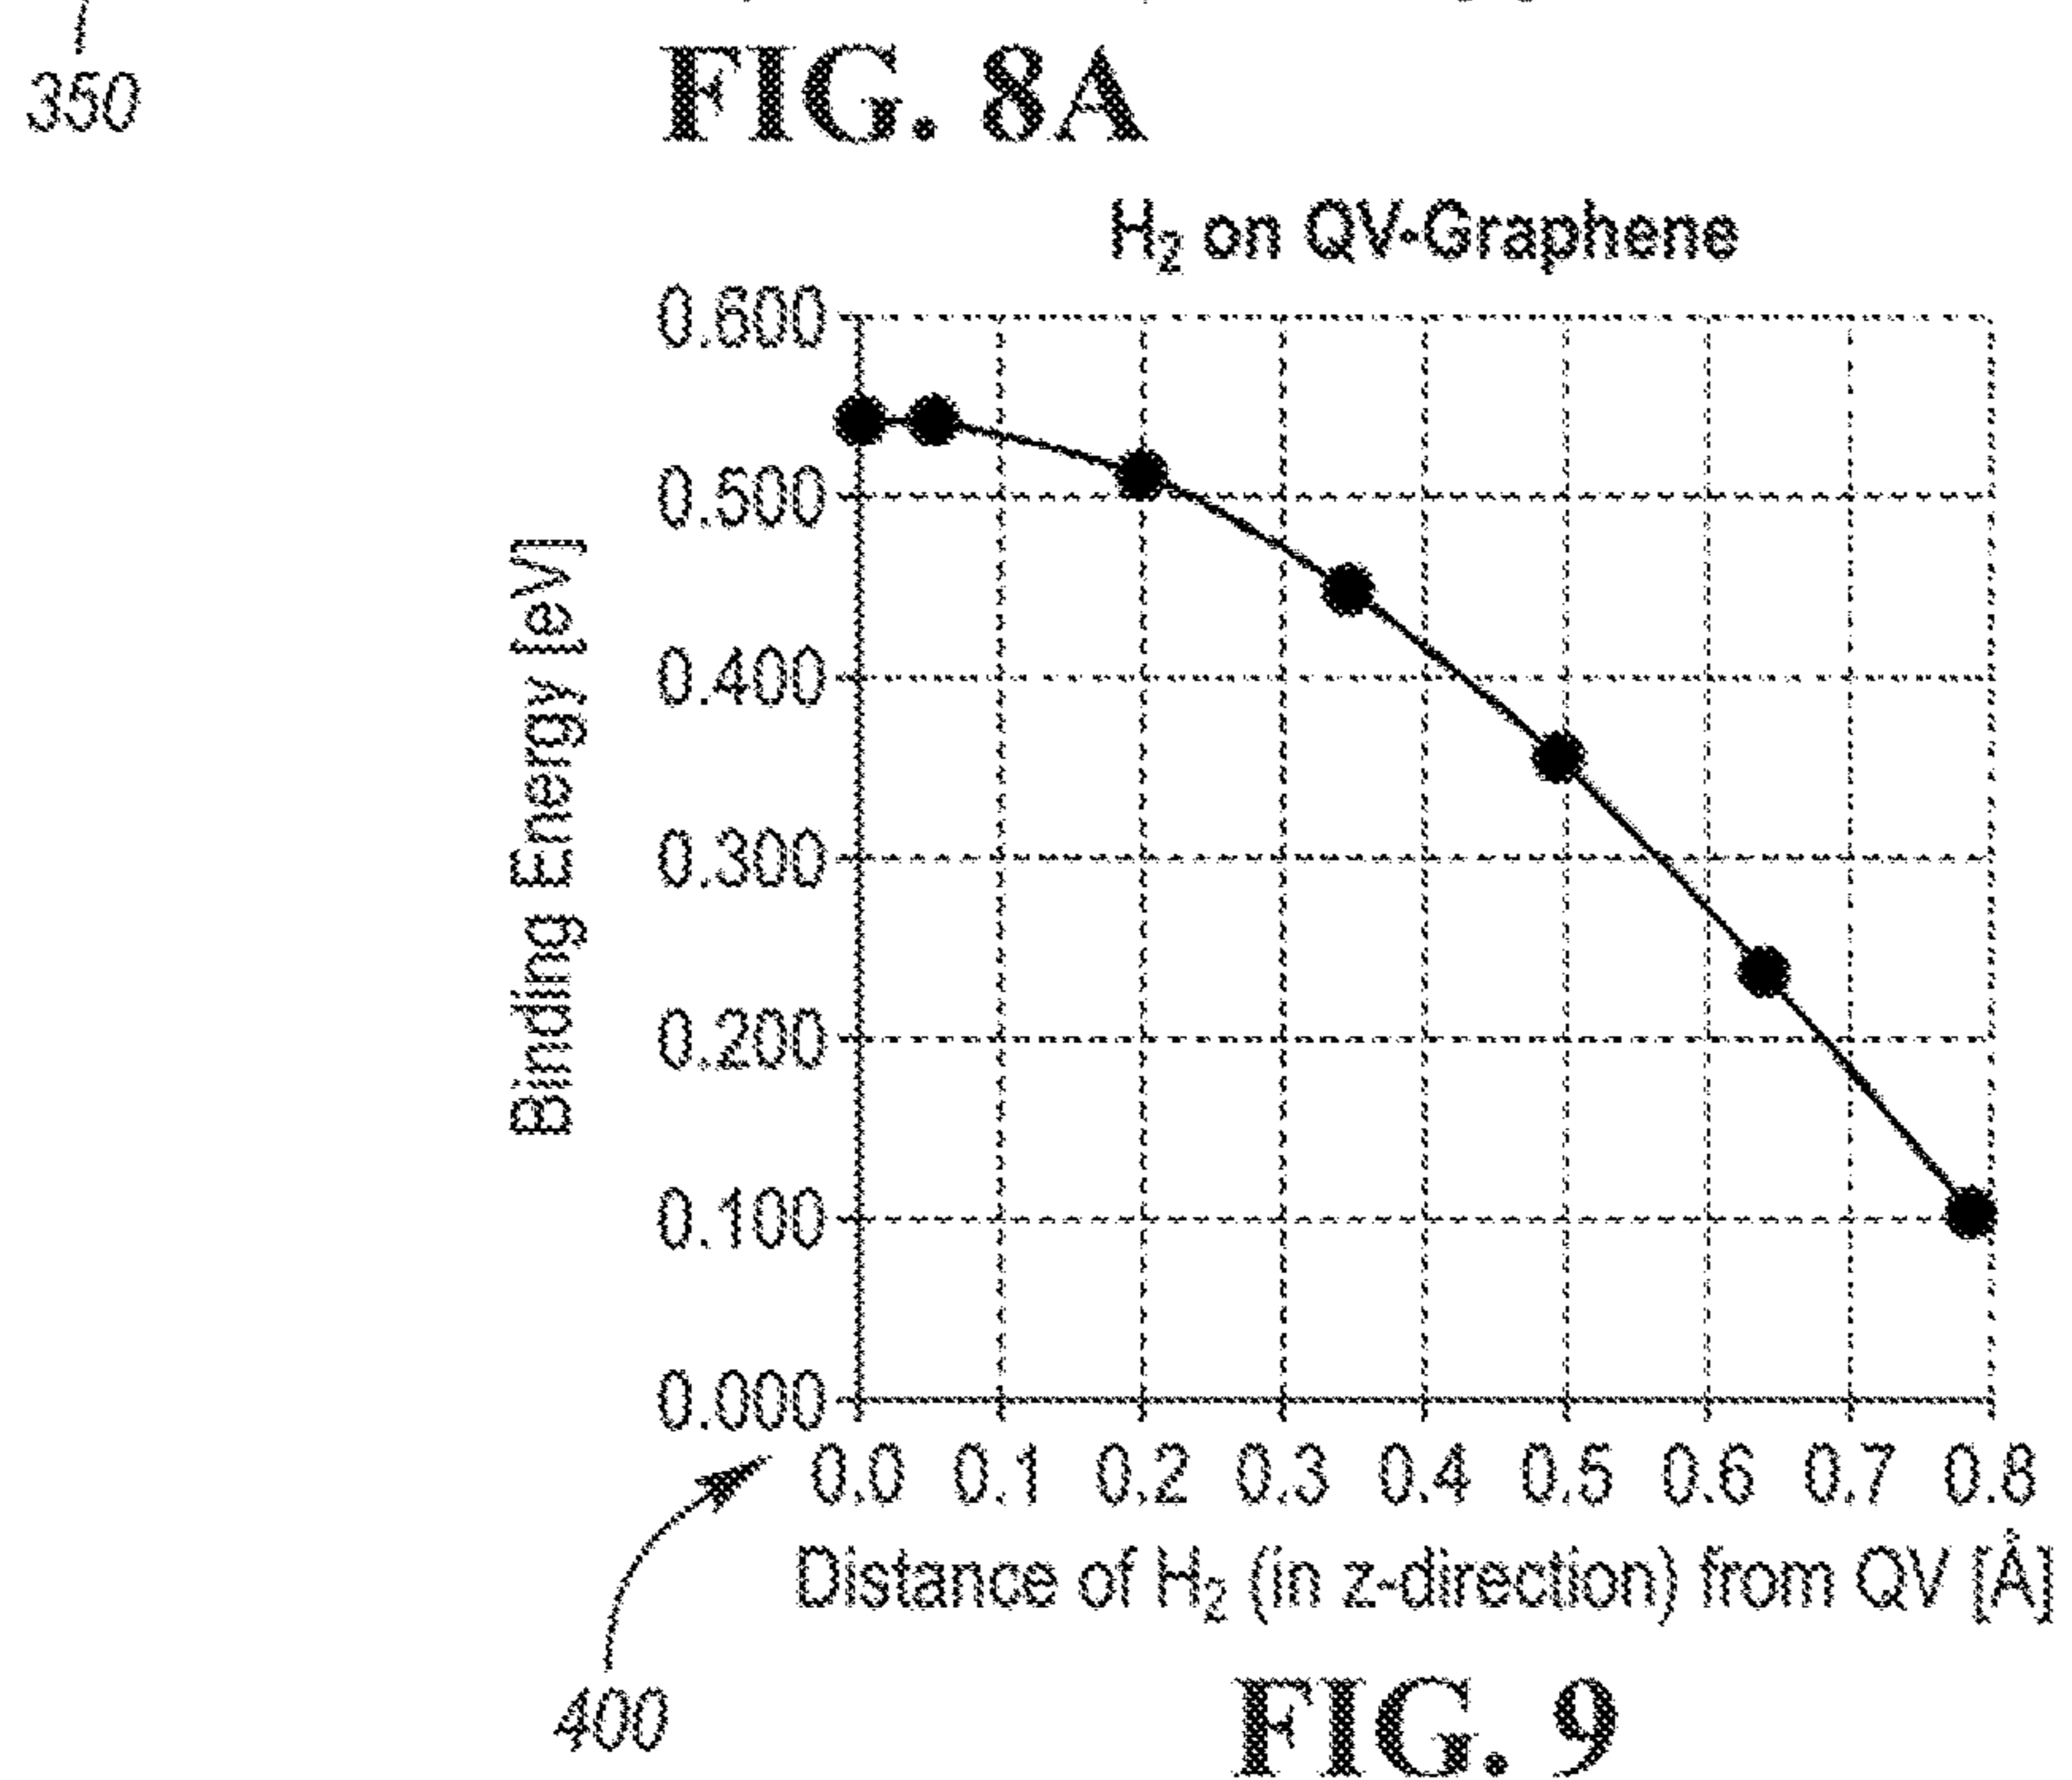 350
FIG. 8A
H₂ on QV-Graphene
0.600
0.500
0.400
0.300
0.200
0.100
0.000
Binding Energy [eV]
0.0 0.1 0.2 0.3 0.4 0.5 0.6 0.7 0.8
Distance of H₂ (in z-direction) from QV [Å]
400
FIG. 9